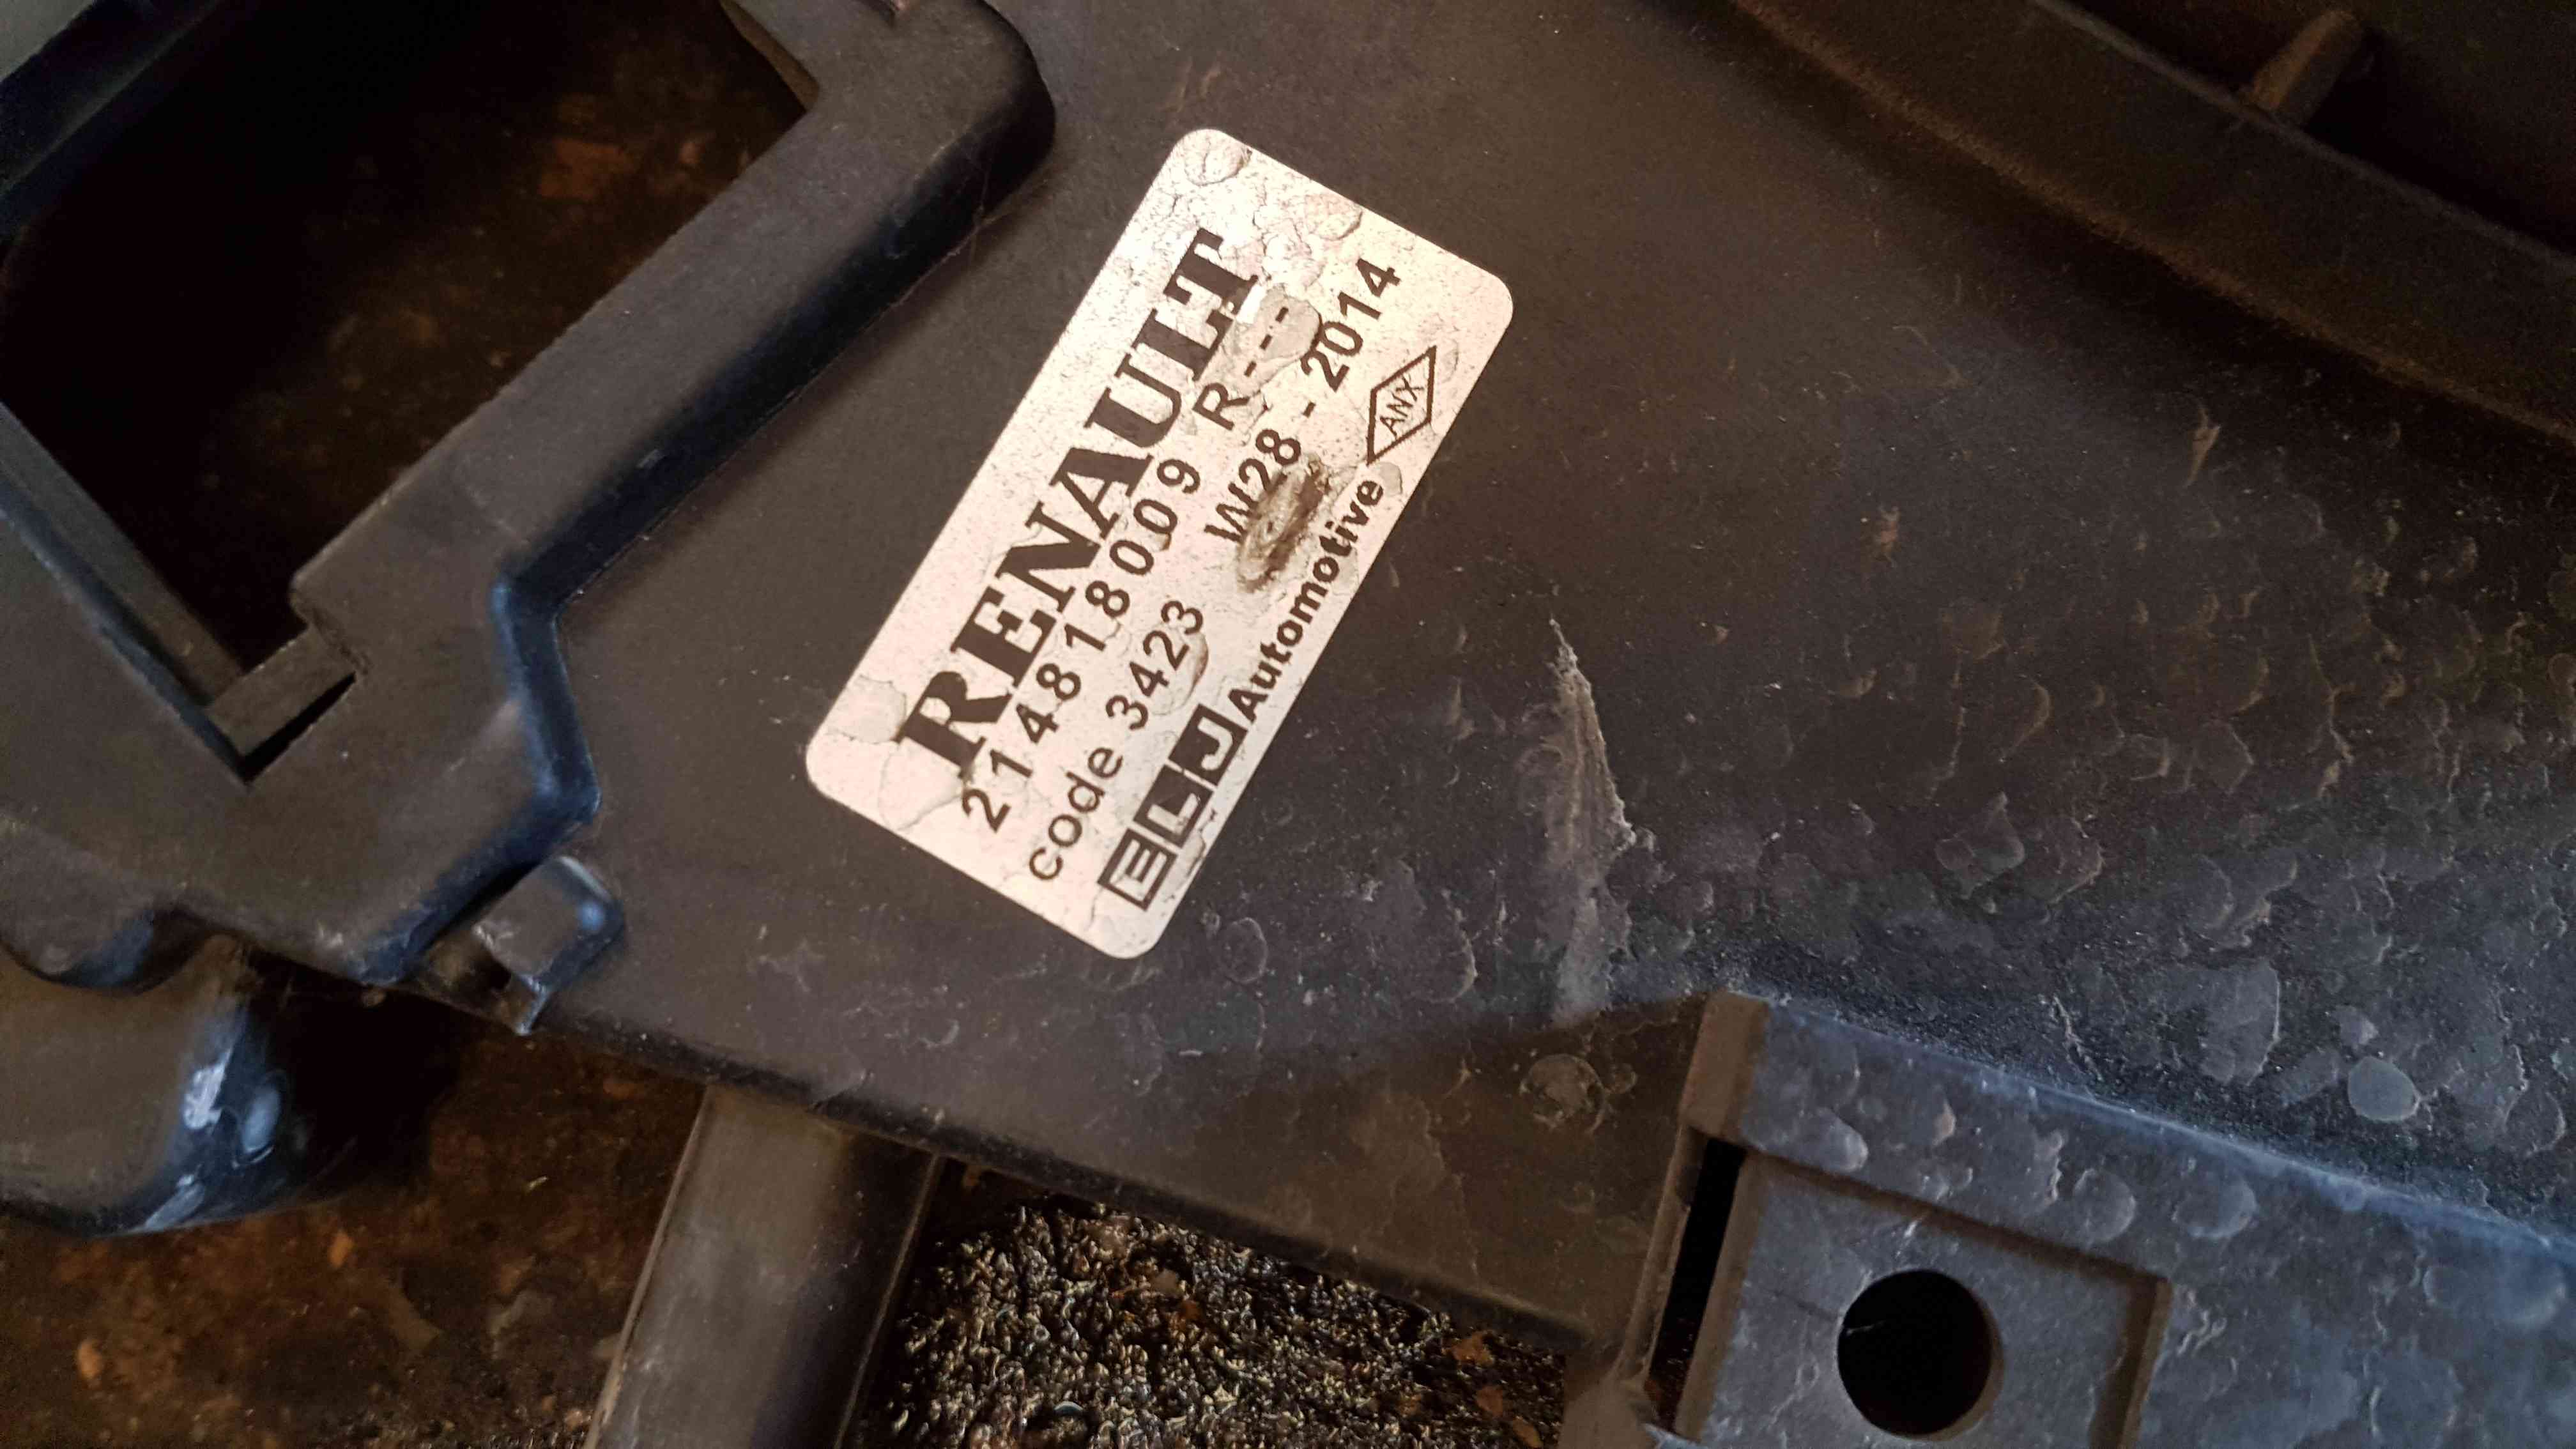 RENAULT
214818009 R---
code 3423 W28 - 2014
ELJ Automotive ANX